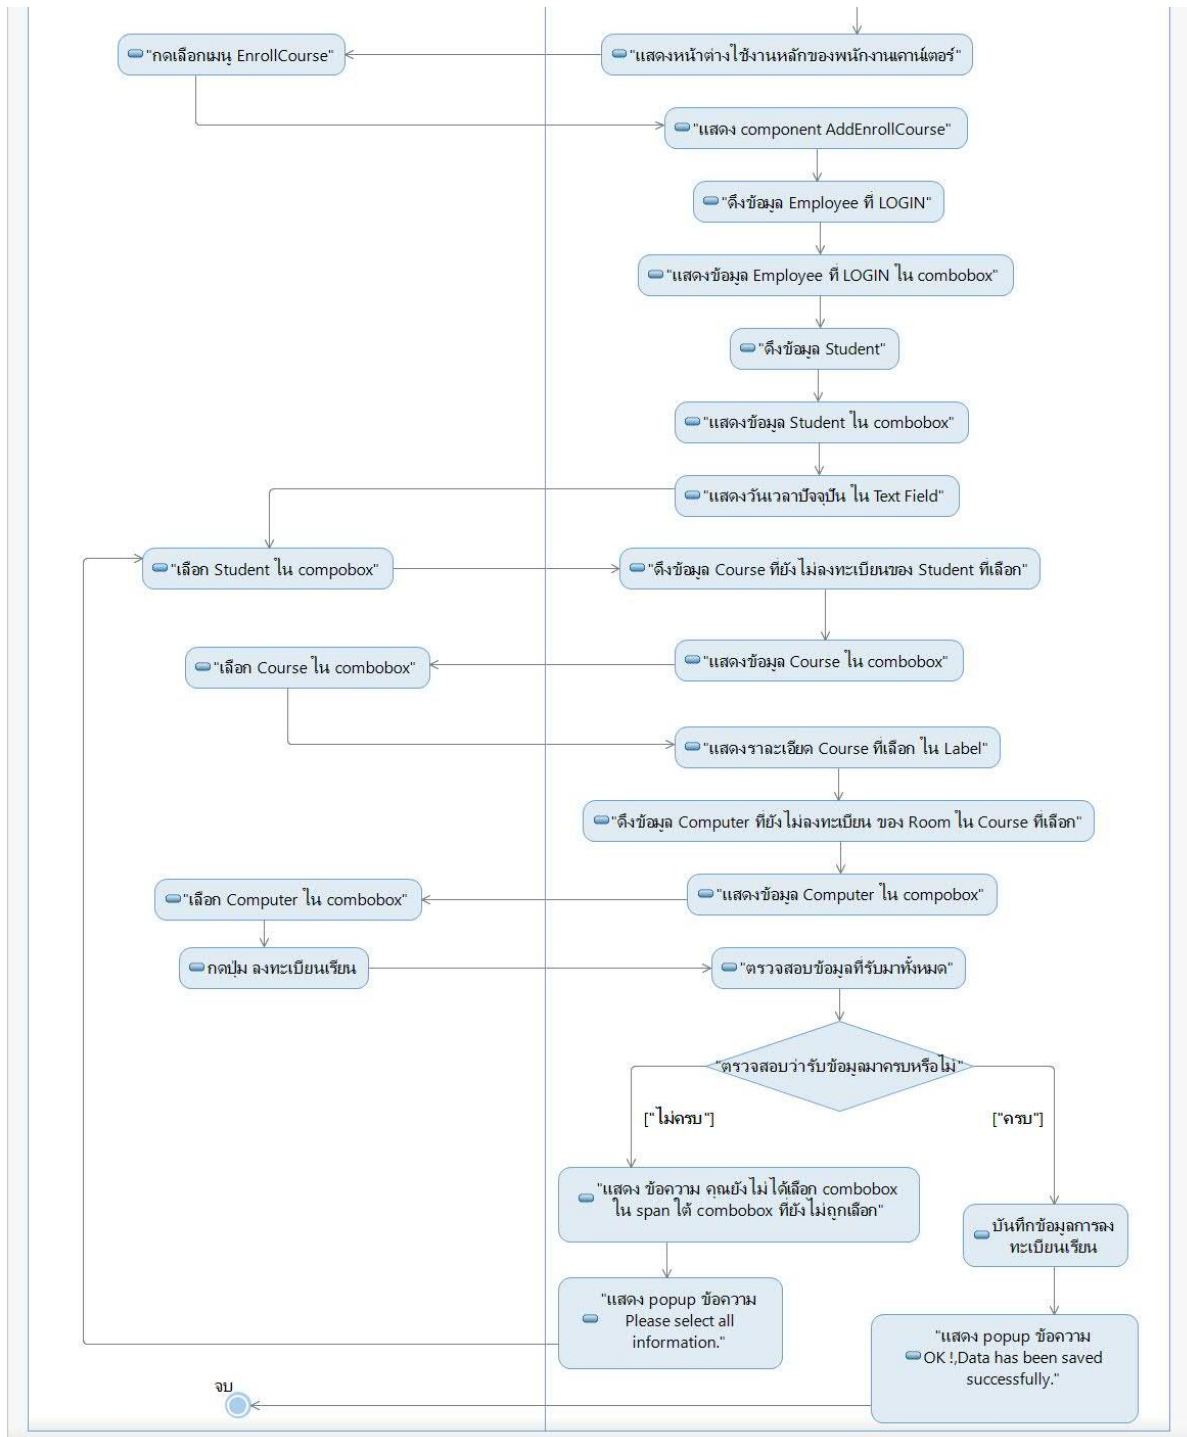 "กดเลือกเมนู EnrollCourse"
"แสดงหน้าต่างใช้งานหลักของพนักงานเคาน์เตอร์"
"แสดง component AddEnrollCourse"
"ดึงข้อมูล Employee ที่ LOGIN"
"แสดงข้อมูล Employee ที่ LOGIN ใน combobox"
"ดึงข้อมูล Student"
"แสดงข้อมูล Student ใน combobox"
"แสดงวันเวลาปัจจุปัน ใน Text Field"
"เลือก Student ใน compobox"
"ดึงข้อมูล Course ที่ยังไม่ลงทะเบียนของ Student ที่เลือก"
"เลือก Course ใน combobox"
"แสดงข้อมูล Course ใน combobox"
"แสดงราละเอียด Course ที่เลือก ใน Label"
"ดึงข้อมูล Computer ที่ยังไม่ลงทะเบียน ของ Room ใน Course ที่เลือก"
"เลือก Computer ใน combobox"
"แสดงข้อมูล Computer ใน compobox"
กดปุ่ม ลงทะเบียนเรียน
"ตรวจสอบข้อมูลที่รับมาทั้งหมด"
"ตรวจสอบว่ารับข้อมูลมาครบหรือไม่"
["ไม่ครบ"]
["ครบ"]
"แสดง ข้อความ คุณยังไม่ได้เลือก combobox
ใน span ใต้ combobox ที่ยังไม่ถูกเลือก"
บันทึกข้อมูลการลง
ทะเบียนเรียน
"แสดง popup ข้อความ
Please select all
information."
"แสดง popup ข้อความ
OK !,Data has been saved
successfully."
จบ